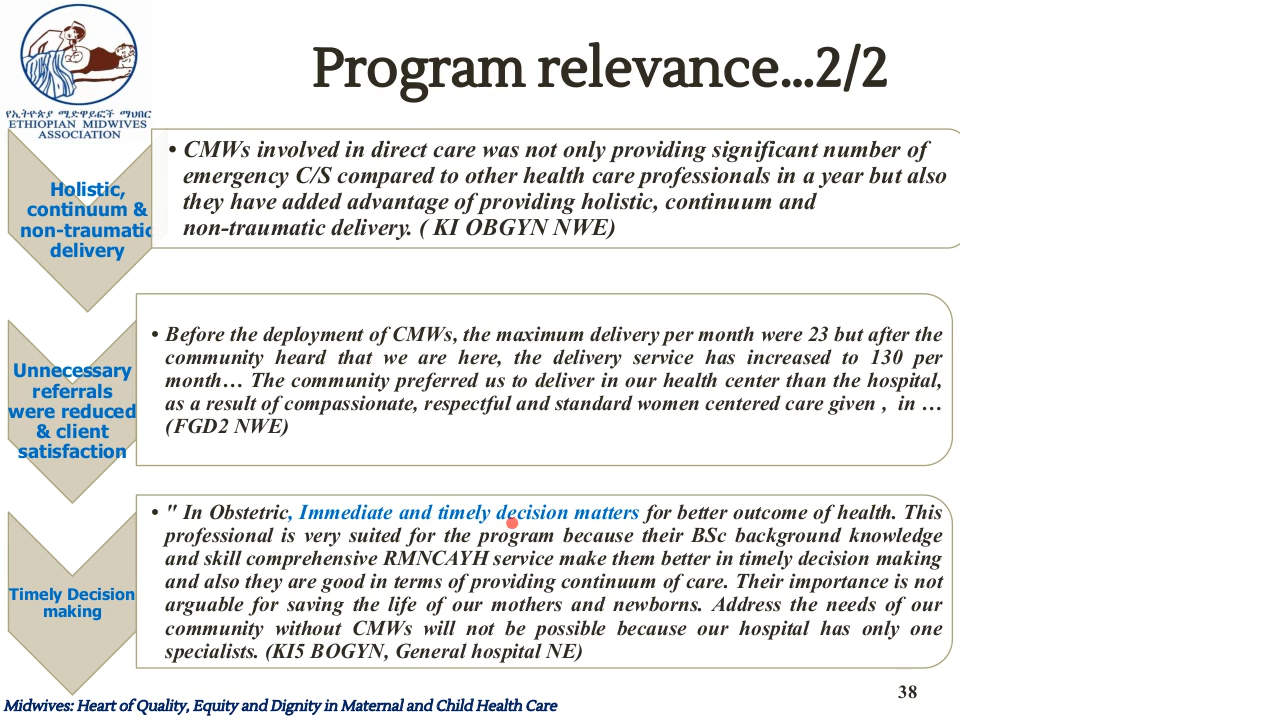 Program relevance...2/2
የኢትዮጵያ ሚድዋይፎች ማህበር
ETHIOPIAN MIDWIVES
ASSOCIATION
Holistic,
continuum &
non-traumatic
delivery
• CMWs involved in direct care was not only providing significant number of
emergency C/S compared to other health care professionals in a year but also
they have added advantage of providing holistic, continuum and
non-traumatic delivery. ( KI OBGYN NWE)
Unnecessary
referrals
were reduced
& client
satisfaction
• Before the deployment of CMWs, the maximum delivery per month were 23 but after the
community heard that we are here, the delivery service has increased to 130 per
month… The community preferred us to deliver in our health center than the hospital,
as a result of compassionate, respectful and standard women centered care given , in …
(FGD2 NWE)
Timely Decision
making
• " In Obstetric, Immediate and timely decision matters for better outcome of health. This
professional is very suited for the program because their BSc background knowledge
and skill comprehensive RMNCAYH service make them better in timely decision making
and also they are good in terms of providing continuum of care. Their importance is not
arguable for saving the life of our mothers and newborns. Address the needs of our
community without CMWs will not be possible because our hospital has only one
specialists. (KI5 BOGYN, General hospital NE)
38
Midwives: Heart of Quality, Equity and Dignity in Maternal and Child Health Care